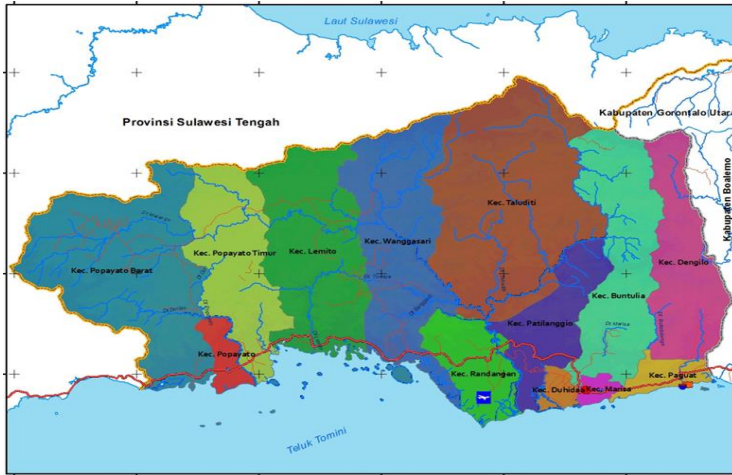 Laut Sulawesi
Kabupaten Gorontalo Utara
Provinsi Sulawesi Tengah
Kabupaten Boalemo
Kec. Taluditi
Kec. Wanggasari
Kec. Popayato Timur
Kec. Lemito
Kec. Dengilo
Kec. Popayato Barat
Kec. Buntulia
Kec. Patilanggio
Kec. Popayato
Kec. Randangan
Kec. Paguat
Kec. Duhidaa
Kec. Marisa
Teluk Tomini